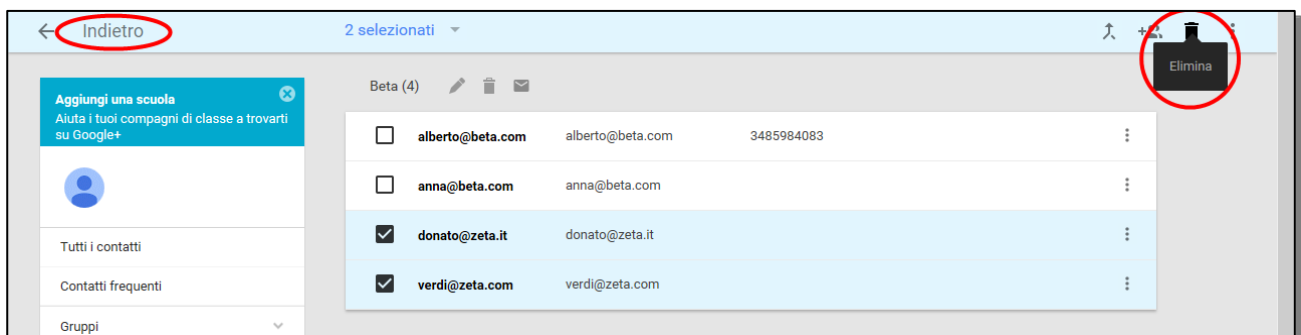 Indietro
2 selezionati
Elimina
Aggiungi una scuola
Aiuta i tuoi compagni di classe a trovarti
su Google+
Tutti i contatti
Contatti frequenti
Gruppi
Beta (4)
alberto@beta.com alberto@beta.com 3485984083
anna@beta.com anna@beta.com
donato@zeta.it donato@zeta.it
verdi@zeta.com verdi@zeta.com